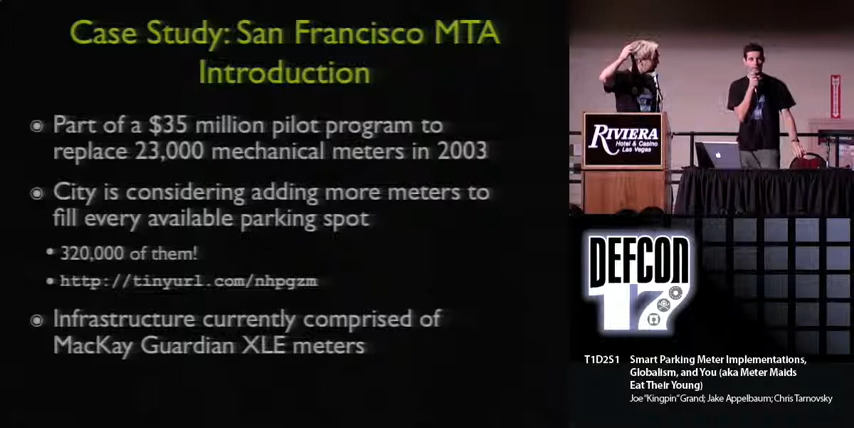 Case Study: San Francisco MTA
Introduction
Part of a $35 million pilot program to
replace 23,000 mechanical meters in 2003
City is considering adding more meters to
fill every available parking spot
320,000 of them!
http://tinyurl.com/nhpgzm
Infrastructure currently comprised of
MacKay Guardian XLE meters
RIVIERA
Hotel & Casino
Las Vegas
DEFCON
17
T1D2S1 Smart Parking Meter Implementations,
Globalism, and You (aka Meter Maids
Eat Their Young)
Joe "Kingpin" Grand; Jake Appelbaum; Chris Tarnovsky